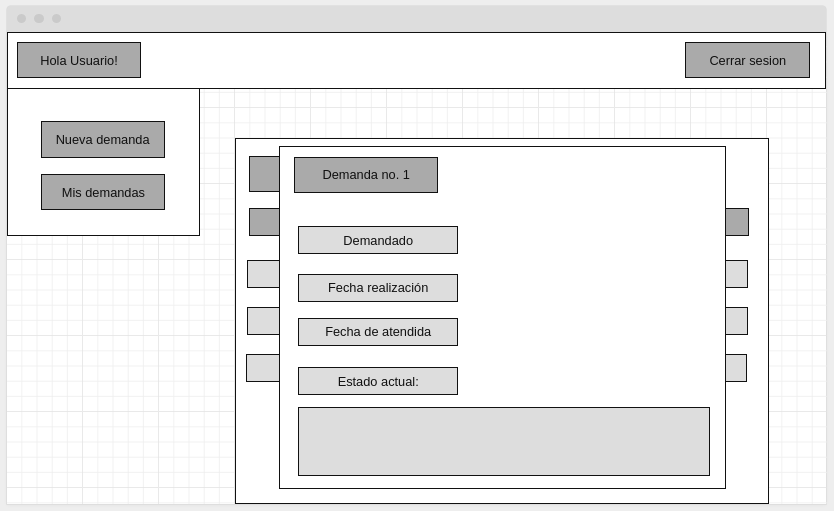 Hola Usuario!
Cerrar sesion
Nueva demanda
Mis demandas
Demanda no. 1
Demandado
Fecha realización
Fecha de atendida
Estado actual: